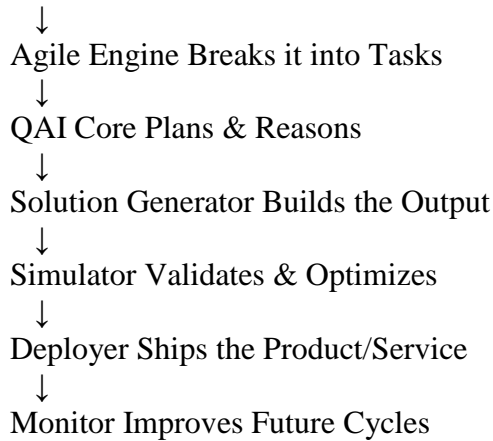 ↓
Agile Engine Breaks it into Tasks
↓
QAI Core Plans & Reasons
↓
Solution Generator Builds the Output
↓
Simulator Validates & Optimizes
↓
Deployer Ships the Product/Service
↓
Monitor Improves Future Cycles